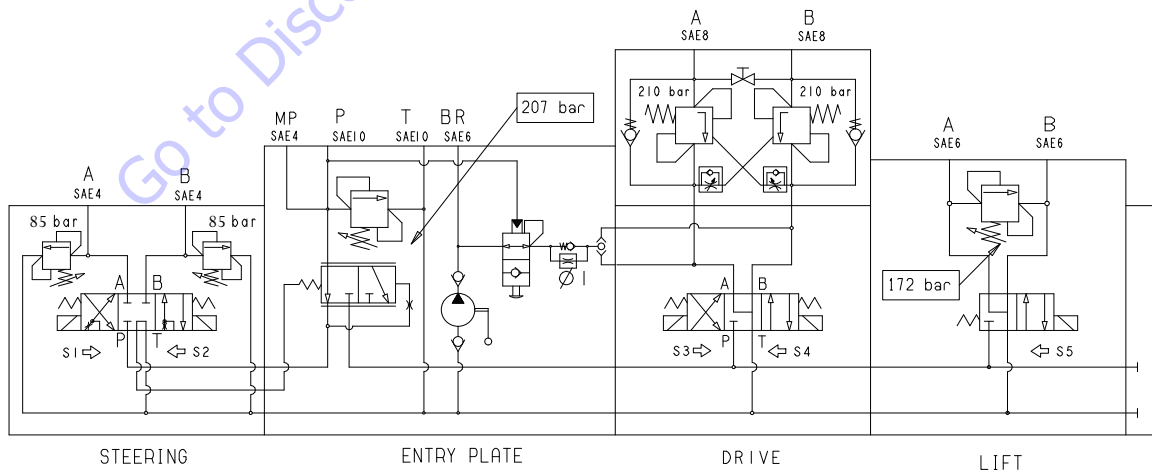 Go to Disco
A
SAE8
B
SAE8
210 bar
210 bar
207 bar
MP
SAE4
P
SAE10
T
SAE10
BR
SAE6
A
SAE6
B
SAE6
A
SAE4
B
SAE4
85 bar
85 bar
172 bar
A
B
P
T
S1
S2
A
B
P
T
S3
S4
S5
STEERING
ENTRY PLATE
DRIVE
LIFT